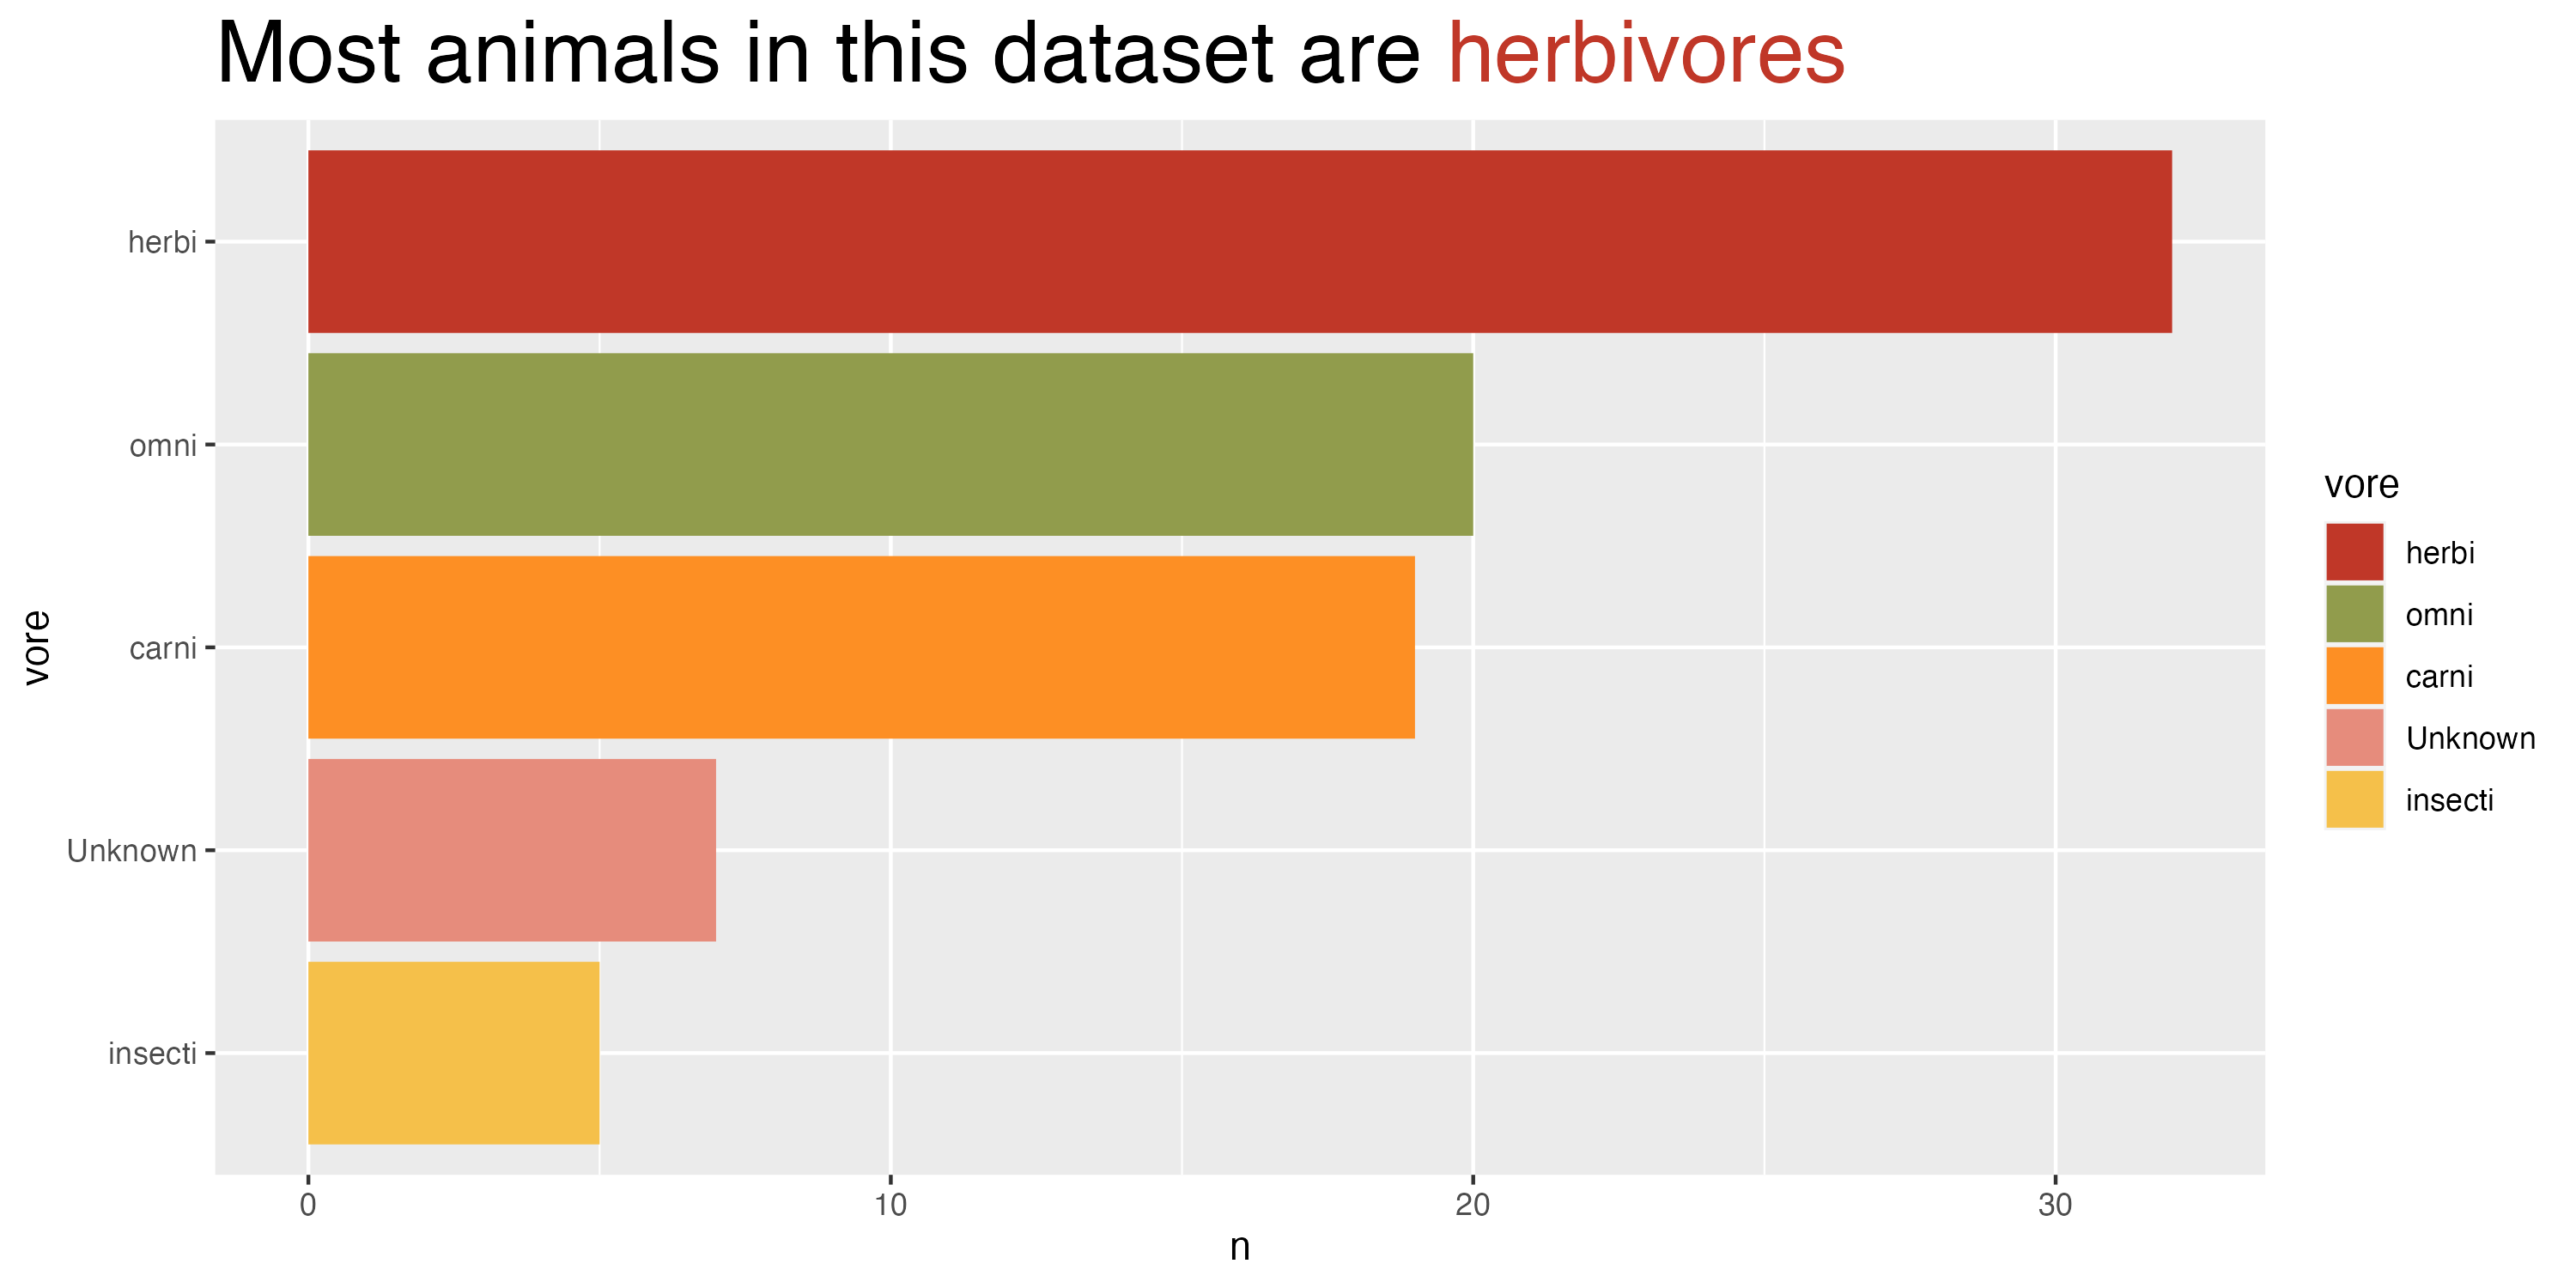 Most animals in this dataset are herbivores
herbi
omni
carni
Unknown
insecti
vore
0 10 20 30
n
vore
herbi
omni
carni
Unknown
insecti